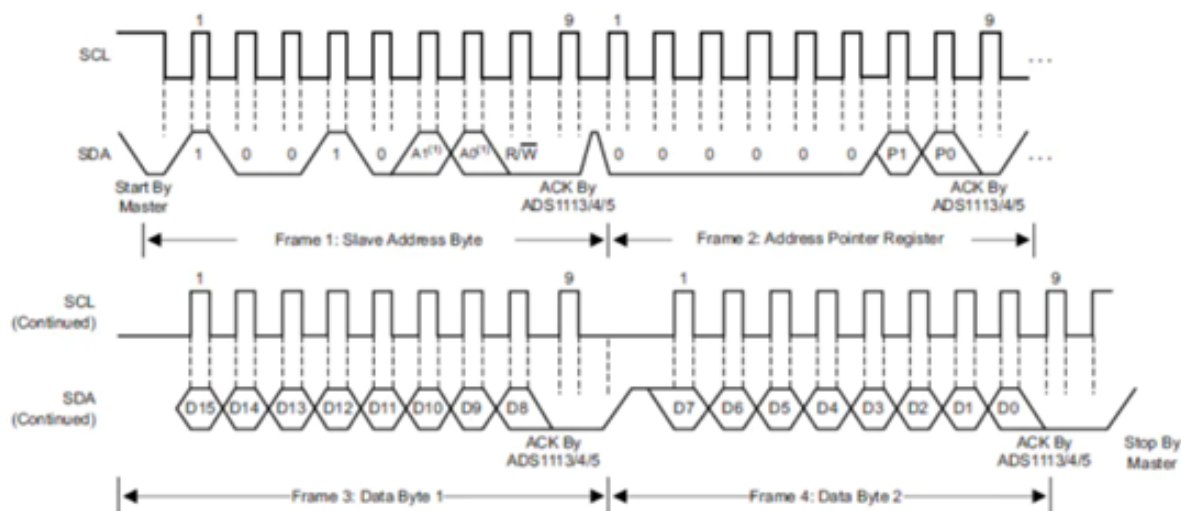 1 9 1 9
SCL ...
SDA 1 0 0 1 0 A1(1) A0(1) R/W 0 0 0 0 0 0 P1 P0 ...
Start By Master
ACK By ADS1113/4/5
ACK By ADS1113/4/5
Frame 1: Slave Address Byte
Frame 2: Address Pointer Register
1 9 1 9
SCL
(Continued)
SDA
(Continued)
D15 D14 D13 D12 D11 D10 D9 D8 D7 D6 D5 D4 D3 D2 D1 D0
ACK By ADS1113/4/5
ACK By ADS1113/4/5
Stop By Master
Frame 3: Data Byte 1
Frame 4: Data Byte 2